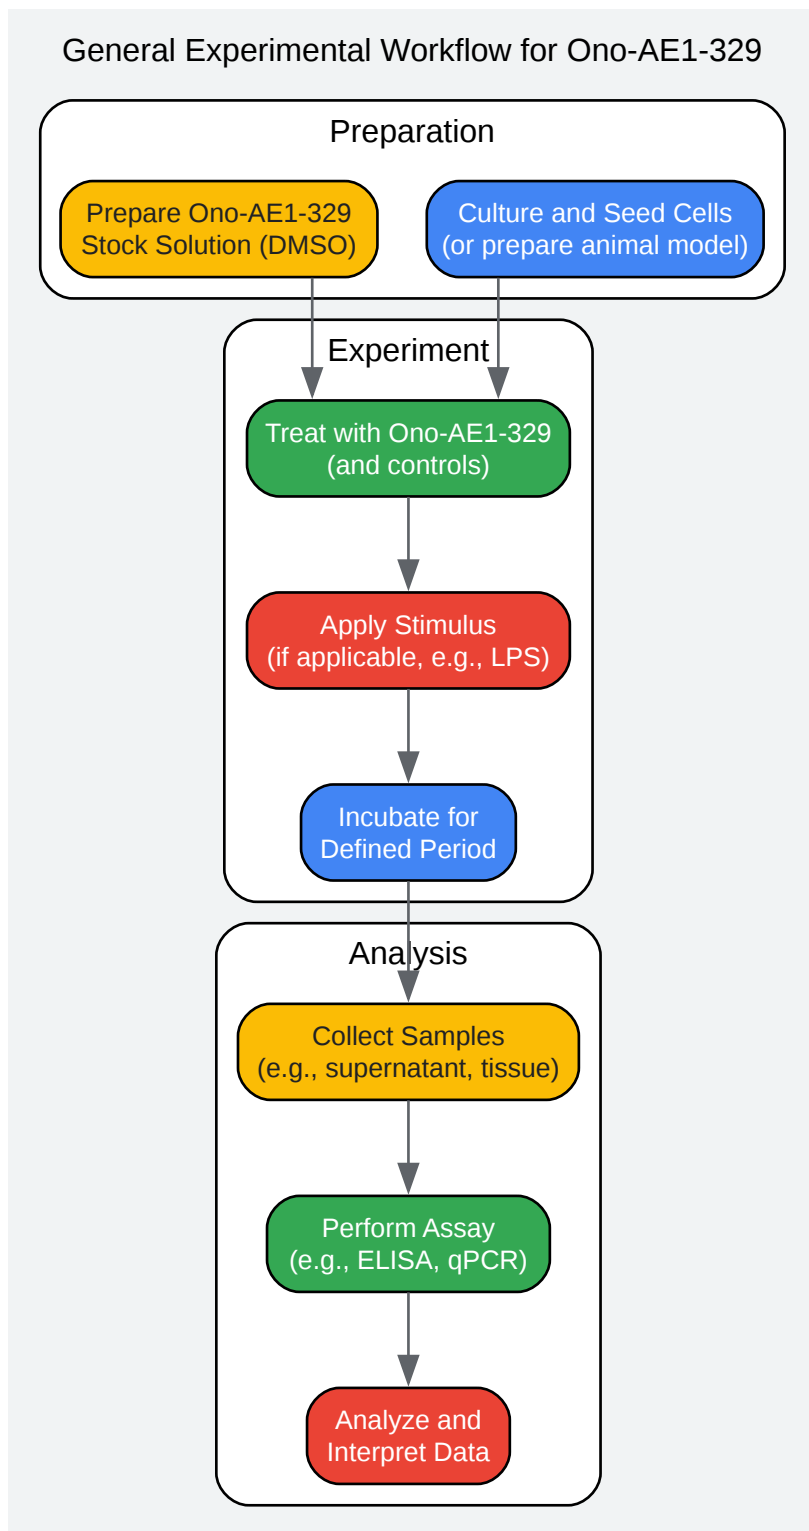 General Experimental Workflow for Ono-AE1-329
Preparation
Prepare Ono-AE1-329
Stock Solution (DMSO)
Culture and Seed Cells
(or prepare animal model)
Experiment
Treat with Ono-AE1-329
(and controls)
Apply Stimulus
(if applicable, e.g., LPS)
Incubate for
Defined Period
Analysis
Collect Samples
(e.g., supernatant, tissue)
Perform Assay
(e.g., ELISA, qPCR)
Analyze and
Interpret Data